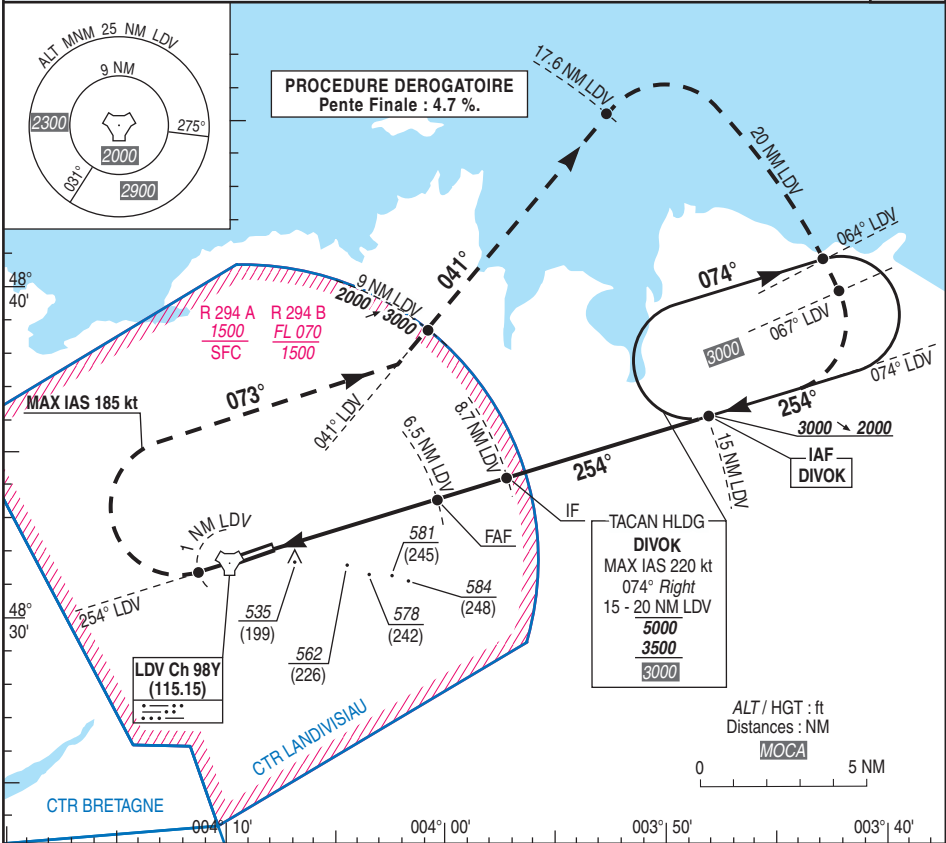 ALT MNM 25 NM LDV
9 NM
2300
2000
275°
031°
2900
PROCEDURE DEROGATOIRE
Pente Finale : 4.7 %.
17.6 NM LDV
20 NM LDV
064° LDV
074°
067° LDV
3000
074° LDV
254°
3000 ↘ 2000
IAF
DIVOK
15 NM LDV
48°
40'
R 294 A
1500
SFC
R 294 B
FL 070
1500
9 NM LDV
2000 3000
041°
041° LDV
073°
MAX IAS 185 kt
8.7 NM LDV
6.5 NM LDV
254°
IF
FAF
1 NM LDV
254° LDV
581
(245)
584
(248)
578
(242)
535
(199)
562
(226)
48°
30'
TACAN HLDG
DIVOK
MAX IAS 220 kt
074° Right
15 - 20 NM LDV
5000
3500
3000
LDV Ch 98Y
(115.15)
ALT / HGT : ft
Distances : NM
MOCA
0 5 NM
CTR LANDIVISIAU
CTR BRETAGNE
004° 10'
004° 00'
003° 50'
003° 40'